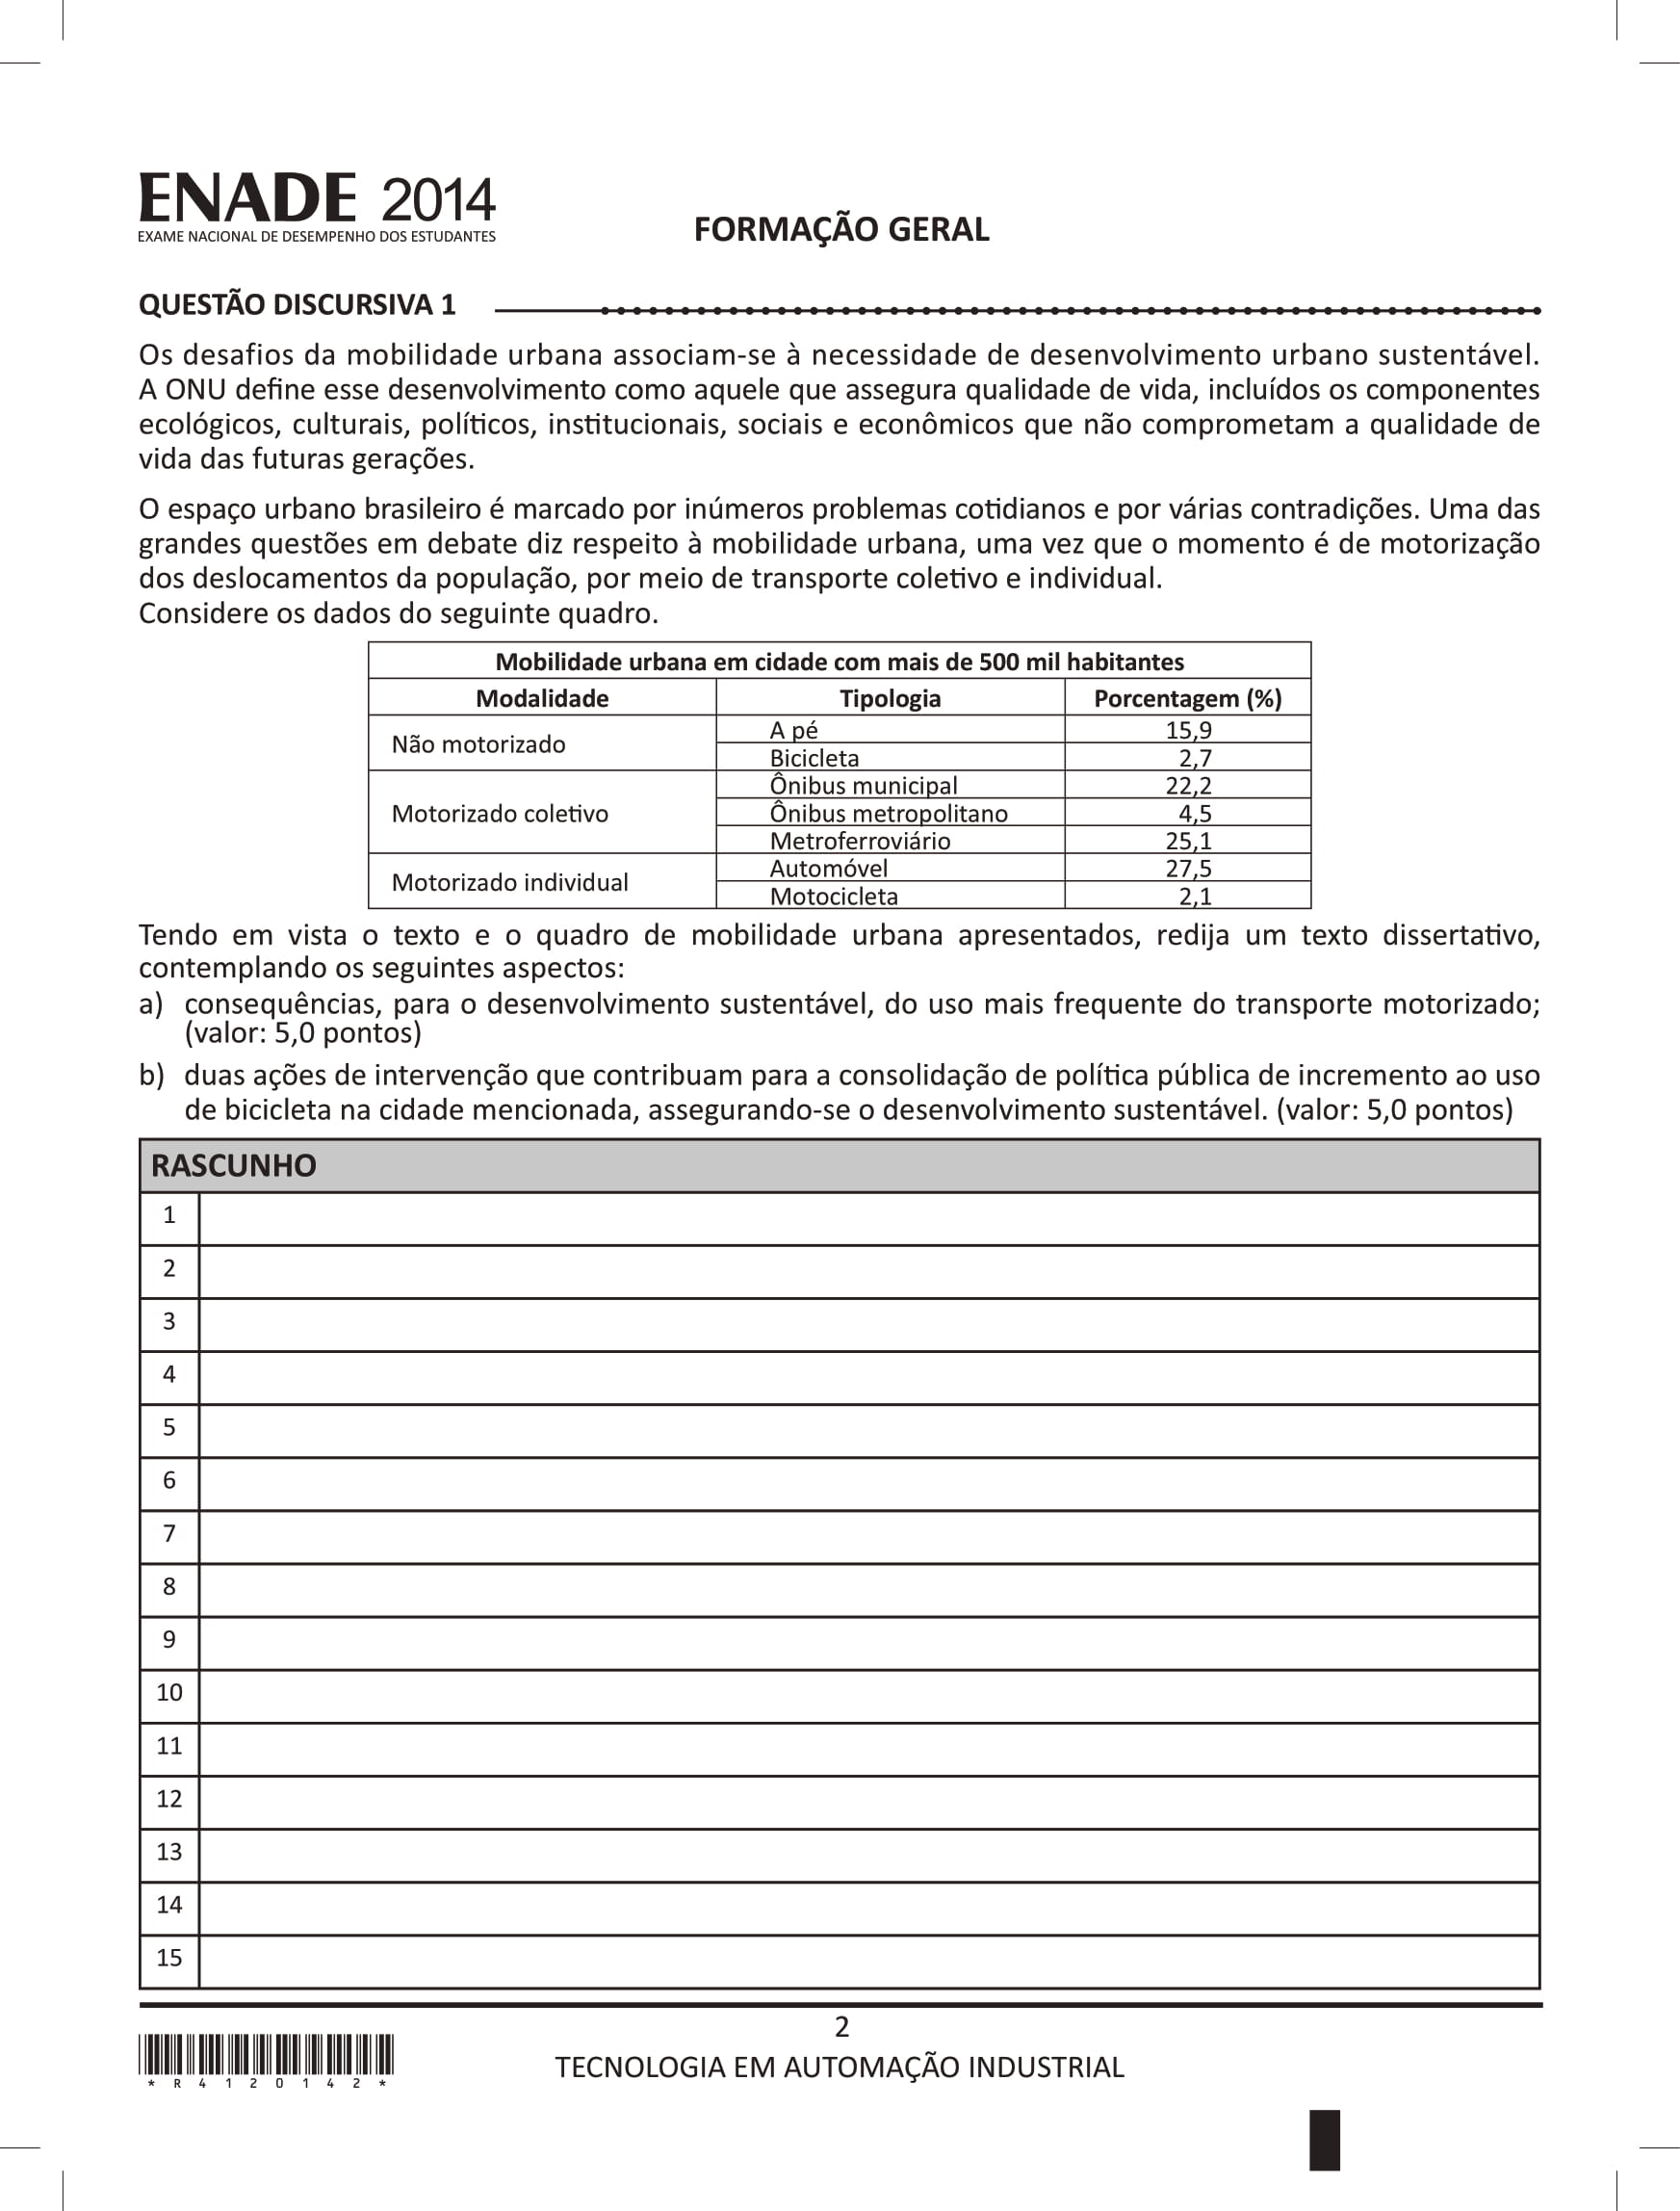 ENADE 2014
EXAME NACIONAL DE DESEMPENHO DOS ESTUDANTES
FORMAÇÃO GERAL
QUESTÃO DISCURSIVA 1
Os desafios da mobilidade urbana associam-se à necessidade de desenvolvimento urbano sustentável.
A ONU define esse desenvolvimento como aquele que assegura qualidade de vida, incluídos os componentes
ecológicos, culturais, políticos, institucionais, sociais e econômicos que não comprometam a qualidade de
vida das futuras gerações.
O espaço urbano brasileiro é marcado por inúmeros problemas cotidianos e por várias contradições. Uma das
grandes questões em debate diz respeito à mobilidade urbana, uma vez que o momento é de motorização
dos deslocamentos da população, por meio de transporte coletivo e individual.
Considere os dados do seguinte quadro.
Mobilidade urbana em cidade com mais de 500 mil habitantes
Modalidade Tipologia Porcentagem (%)
Não motorizado
A pé 15,9
Bicicleta 2,7
Motorizado coletivo
Ônibus municipal 22,2
Ônibus metropolitano 4,5
Metroferroviário 25,1
Motorizado individual
Automóvel 27,5
Motocicleta 2,1
Tendo em vista o texto e o quadro de mobilidade urbana apresentados, redija um texto dissertativo,
contemplando os seguintes aspectos:
a) consequências, para o desenvolvimento sustentável, do uso mais frequente do transporte motorizado;
(valor: 5,0 pontos)
b) duas ações de intervenção que contribuam para a consolidação de política pública de incremento ao uso
de bicicleta na cidade mencionada, assegurando-se o desenvolvimento sustentável. (valor: 5,0 pontos)
RASCUNHO
1
2
3
4
5
6
7
8
9
10
11
12
13
14
15
2
TECNOLOGIA EM AUTOMAÇÃO INDUSTRIAL
* R 4 1 2 0 1 4 2 *